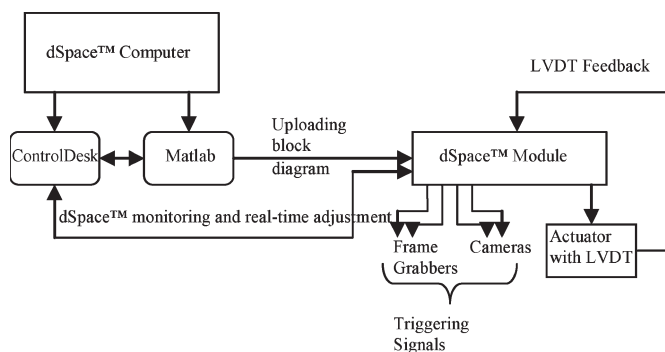 dSpace™ Computer
LVDT Feedback
ControlDesk
Matlab
Uploading
block
diagram
dSpace™ Module
dSpace™ monitoring and real-time adjustment
Frame
Grabbers
Cameras
Actuator
with LVDT
Triggering
Signals